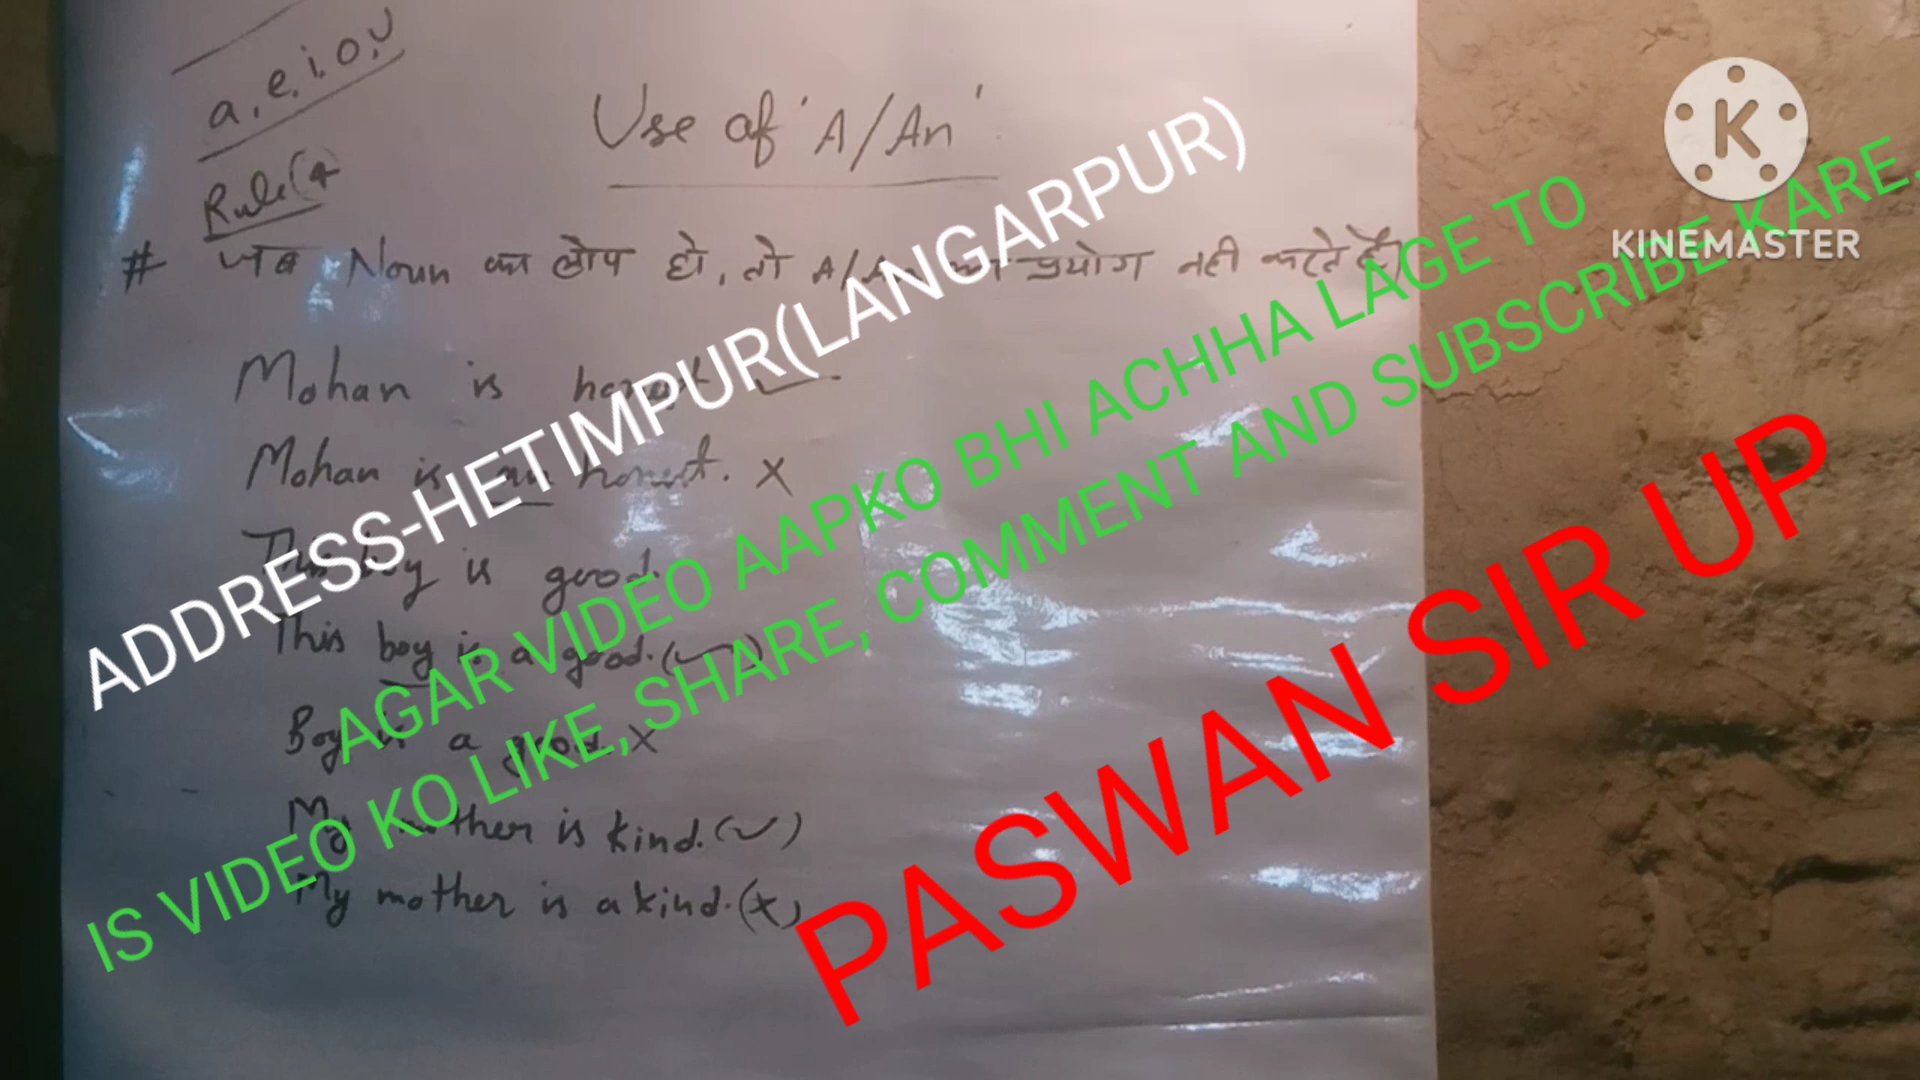 a, e, i, o, u
Use of 'A/An'
Rule(4
# जब Noun का लोप हो, तो A/An का प्रयोग नही करते है।
Mohan is honest
Mohan is an honest. ×
This boy is good.
This boy is a good. (✓)
Boy is a good ×
My mother is kind. (✓)
My mother is a kind. (×)
ADDRESS-HETIMPUR(LANGARPUR)
AGAR VIDEO AAPKO BHI ACHHA LAGE TO
IS VIDEO KO LIKE, SHARE, COMMENT AND SUBSCRIBE KARE.
PASWAN SIR UP
K
KINEMASTER